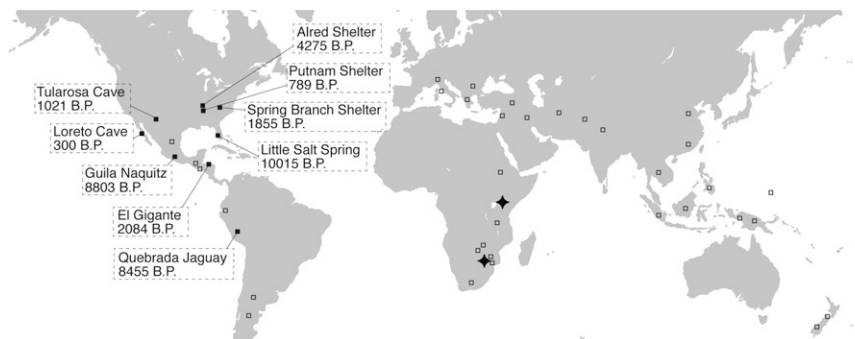 Alred Shelter
4275 B.P.
Putnam Shelter
789 B.P.
Tularosa Cave
1021 B.P.
Spring Branch Shelter
1855 B.P.
Loreto Cave
300 B.P.
Little Salt Spring
10015 B.P.
Guila Naquitz
8803 B.P.
El Gigante
2084 B.P.
Quebrada Jaguay
8455 B.P.